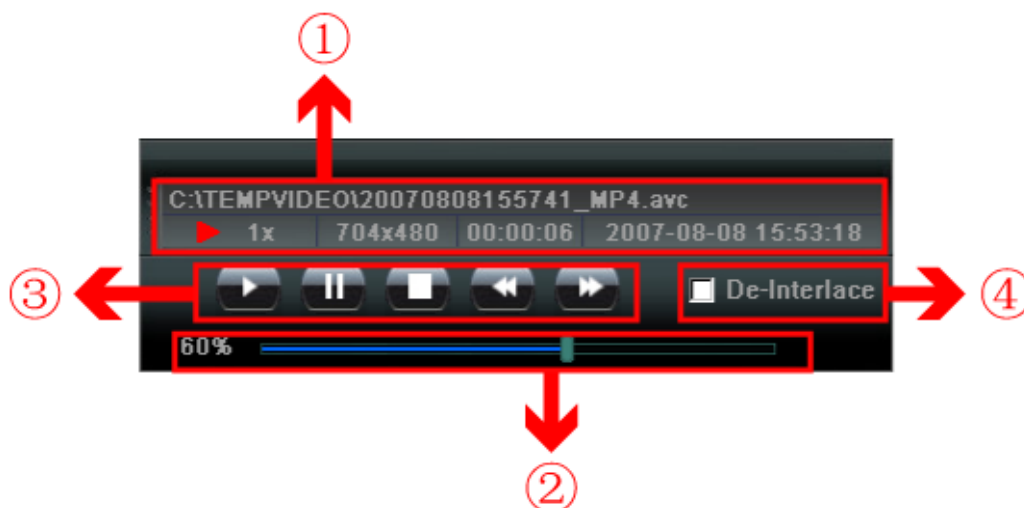 ①
C:\TEMPVIDEO\20070808155741_MP4.avc
1x 704x480 00:00:06 2007-08-08 15:53:18
③ De-Interlace ④
60%
②